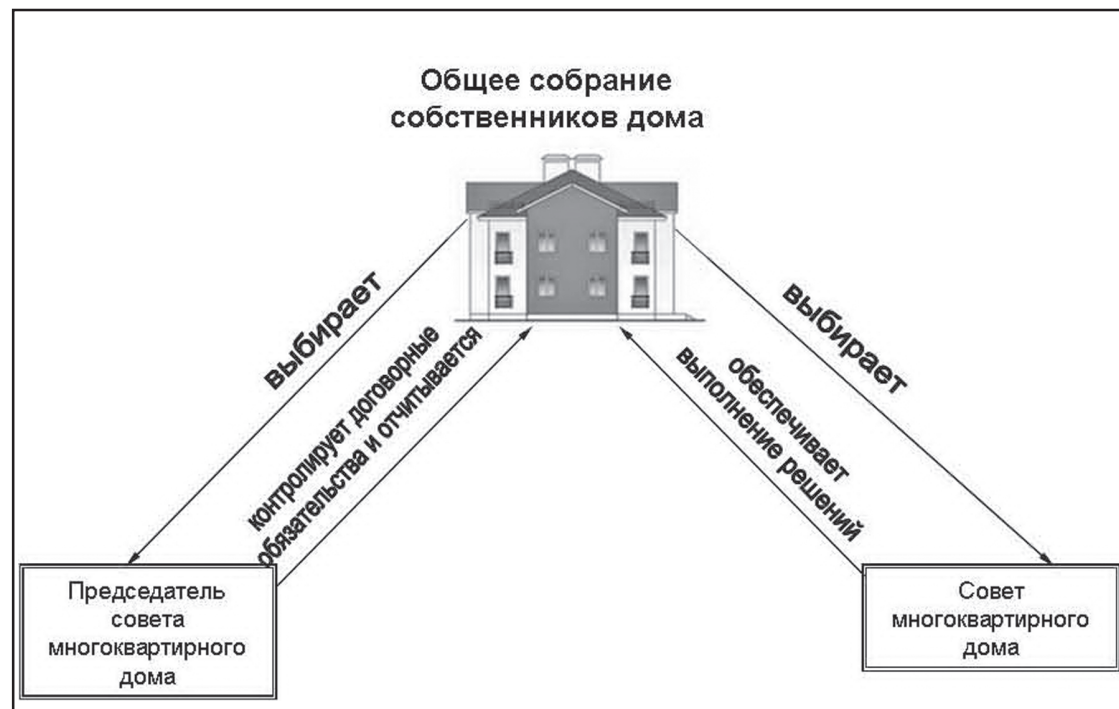 Общее собрание
собственников дома
выбирает
контролирует договорные
обязательства и отчитывается
обеспечивает
выполнение решений
выбирает
Председатель
совета
многоквартирного
дома
Совет
многоквартирного
дома